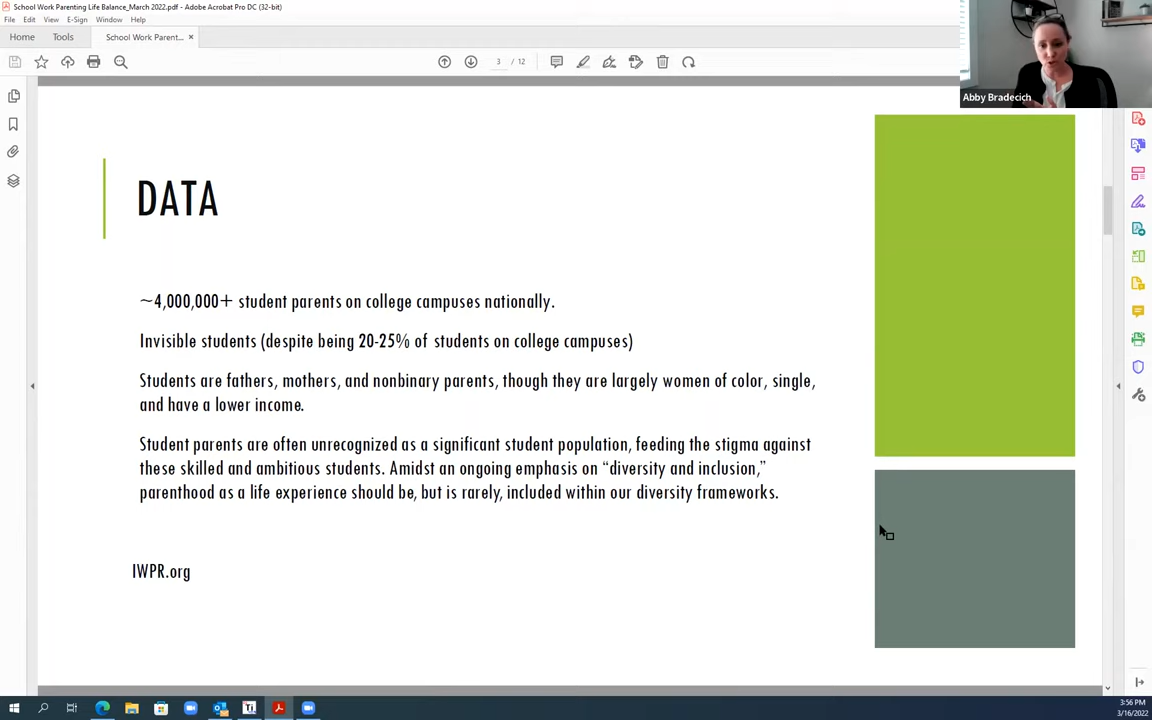 School Work Parenting Life Balance_March 2022.pdf - Adobe Acrobat Pro DC (32-bit)
File Edit View E-Sign Window Help
Home Tools School Work Parent... ×
3 / 12
Abby Bradecich
DATA
~4,000,000+ student parents on college campuses nationally.
Invisible students (despite being 20-25% of students on college campuses)
Students are fathers, mothers, and nonbinary parents, though they are largely women of color, single,
and have a lower income.
Student parents are often unrecognized as a significant student population, feeding the stigma against
these skilled and ambitious students. Amidst an ongoing emphasis on “diversity and inclusion,”
parenthood as a life experience should be, but is rarely, included within our diversity frameworks.
IWPR.org
Ti
3:56 PM
3/16/2022